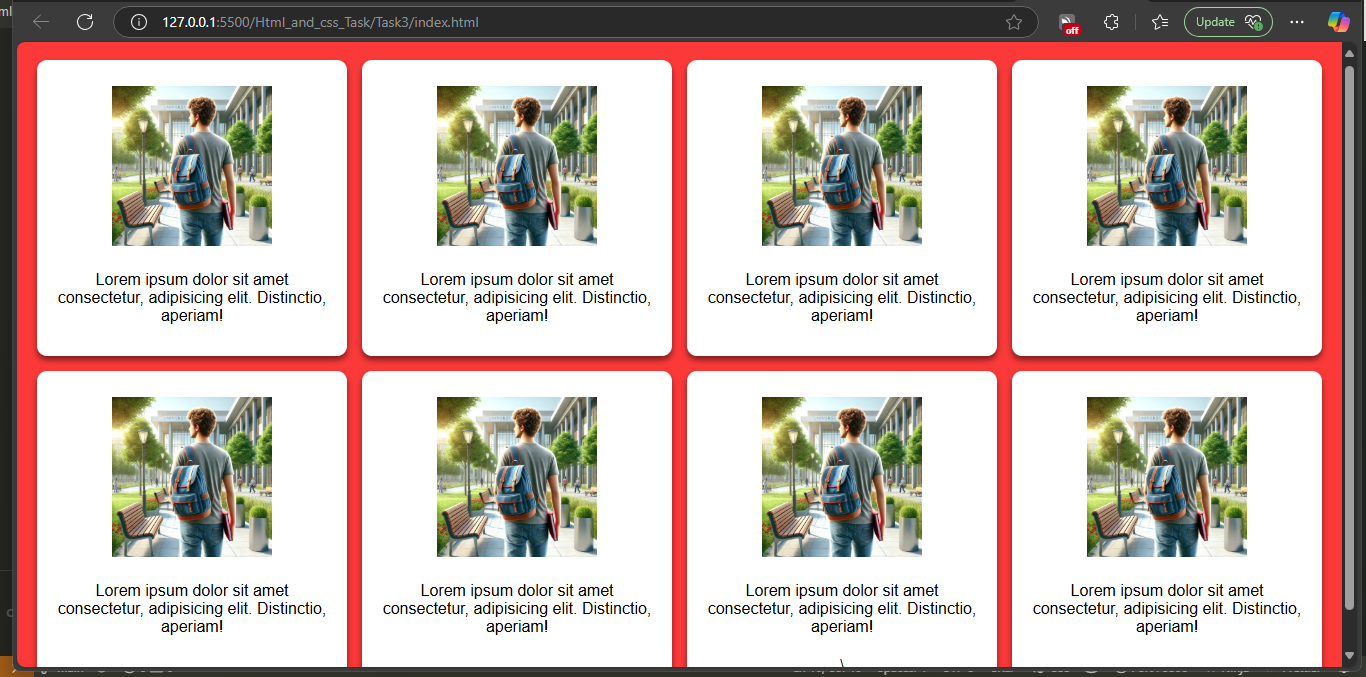 ml
127.0.0.1:5500/Html_and_css_Task/Task3/index.html
off
Update
Lorem ipsum dolor sit amet
consectetur, adipisicing elit. Distinctio,
aperiam!
Lorem ipsum dolor sit amet
consectetur, adipisicing elit. Distinctio,
aperiam!
Lorem ipsum dolor sit amet
consectetur, adipisicing elit. Distinctio,
aperiam!
Lorem ipsum dolor sit amet
consectetur, adipisicing elit. Distinctio,
aperiam!
Lorem ipsum dolor sit amet
consectetur, adipisicing elit. Distinctio,
aperiam!
Lorem ipsum dolor sit amet
consectetur, adipisicing elit. Distinctio,
aperiam!
Lorem ipsum dolor sit amet
consectetur, adipisicing elit. Distinctio,
aperiam!
Lorem ipsum dolor sit amet
consectetur, adipisicing elit. Distinctio,
aperiam!
\